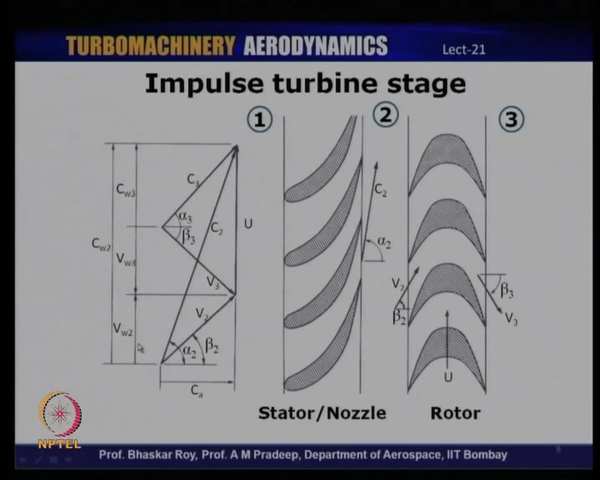 TURBOMACHINERY AERODYNAMICS
Lect-21
Impulse turbine stage
1
2
3
C3
Cw3
α3
C2
U
β3
Cw2
Vw3
V3
V2
Vw2
α2
β2
Ca
C2
α2
V2
β2
β3
V3
U
Stator/Nozzle
Rotor
NPTEL
Prof. Bhaskar Roy, Prof. A M Pradeep, Department of Aerospace, IIT Bombay
8